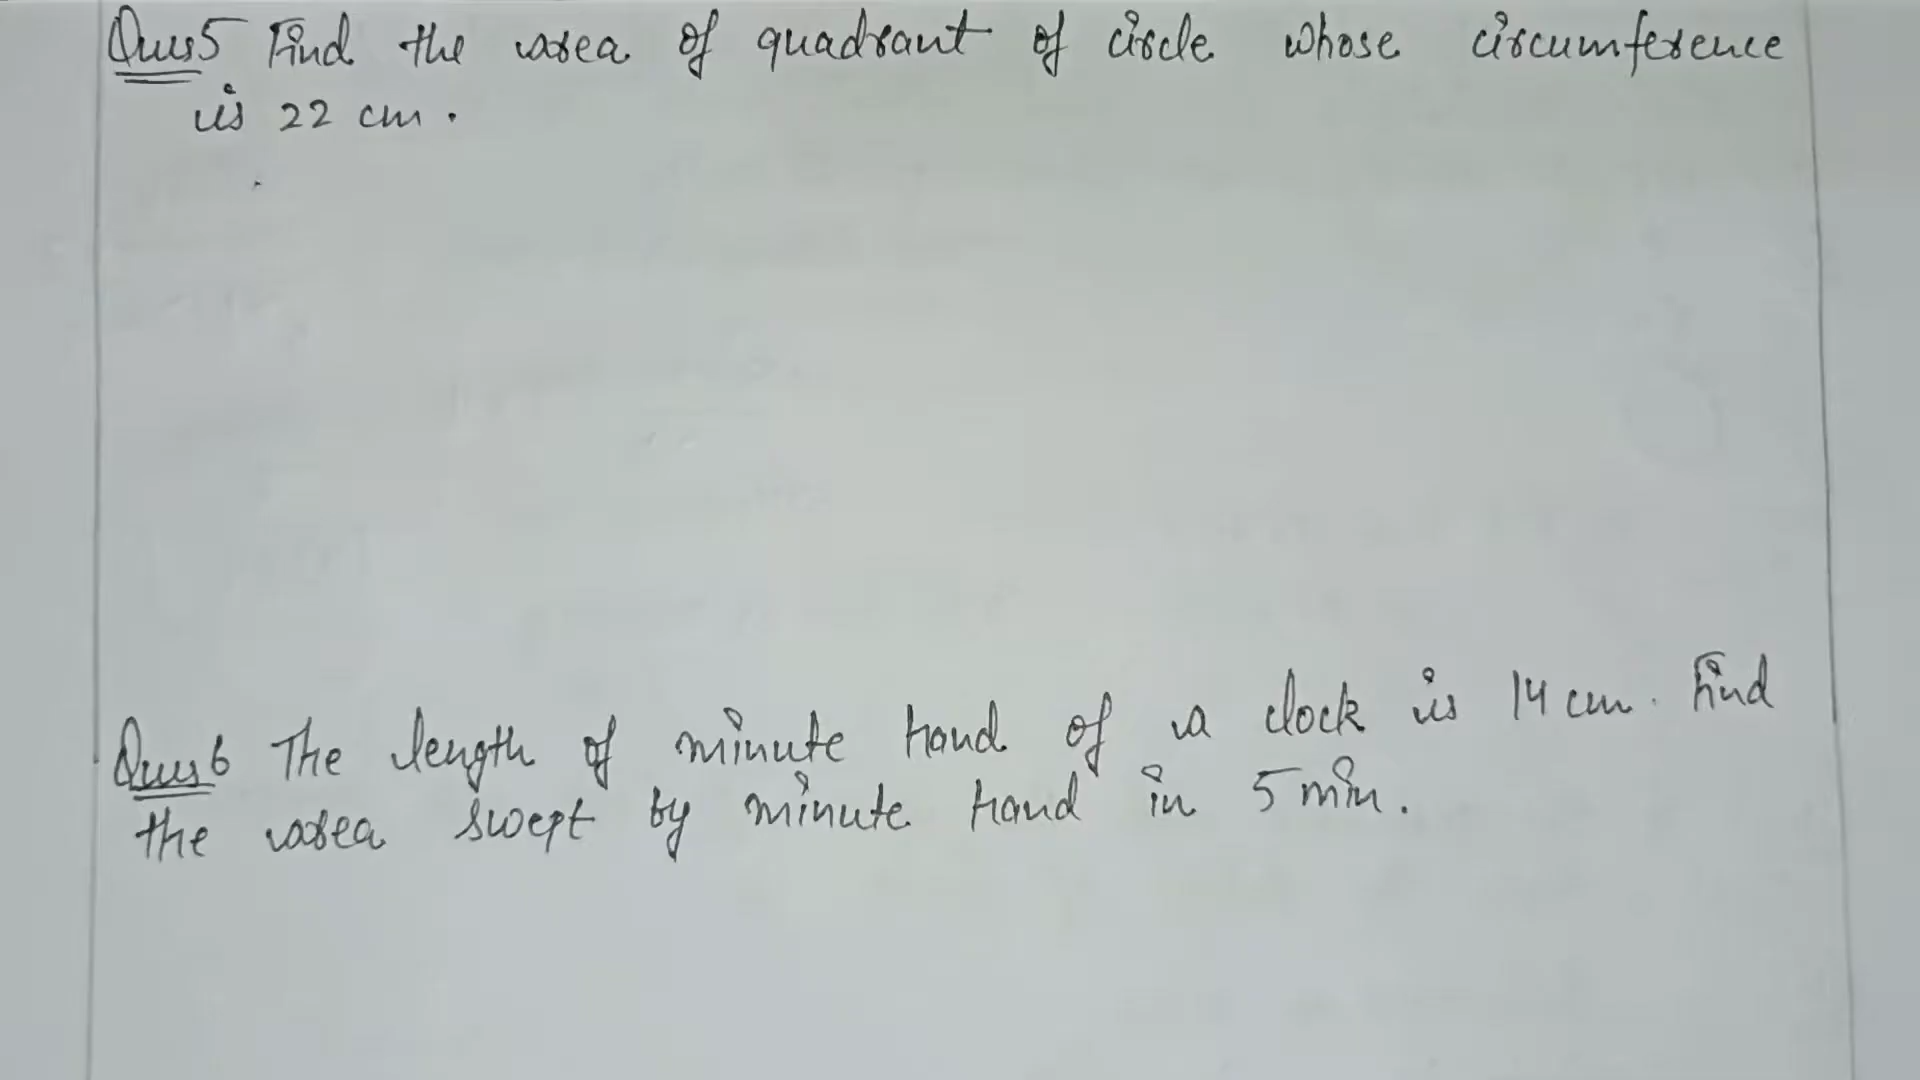 Ques5 Find the area of quadrant of circle whose circumference
is 22 cm.
Ques6 The length of minute hand of a clock is 14 cm. Find
the area swept by minute hand in 5 min.